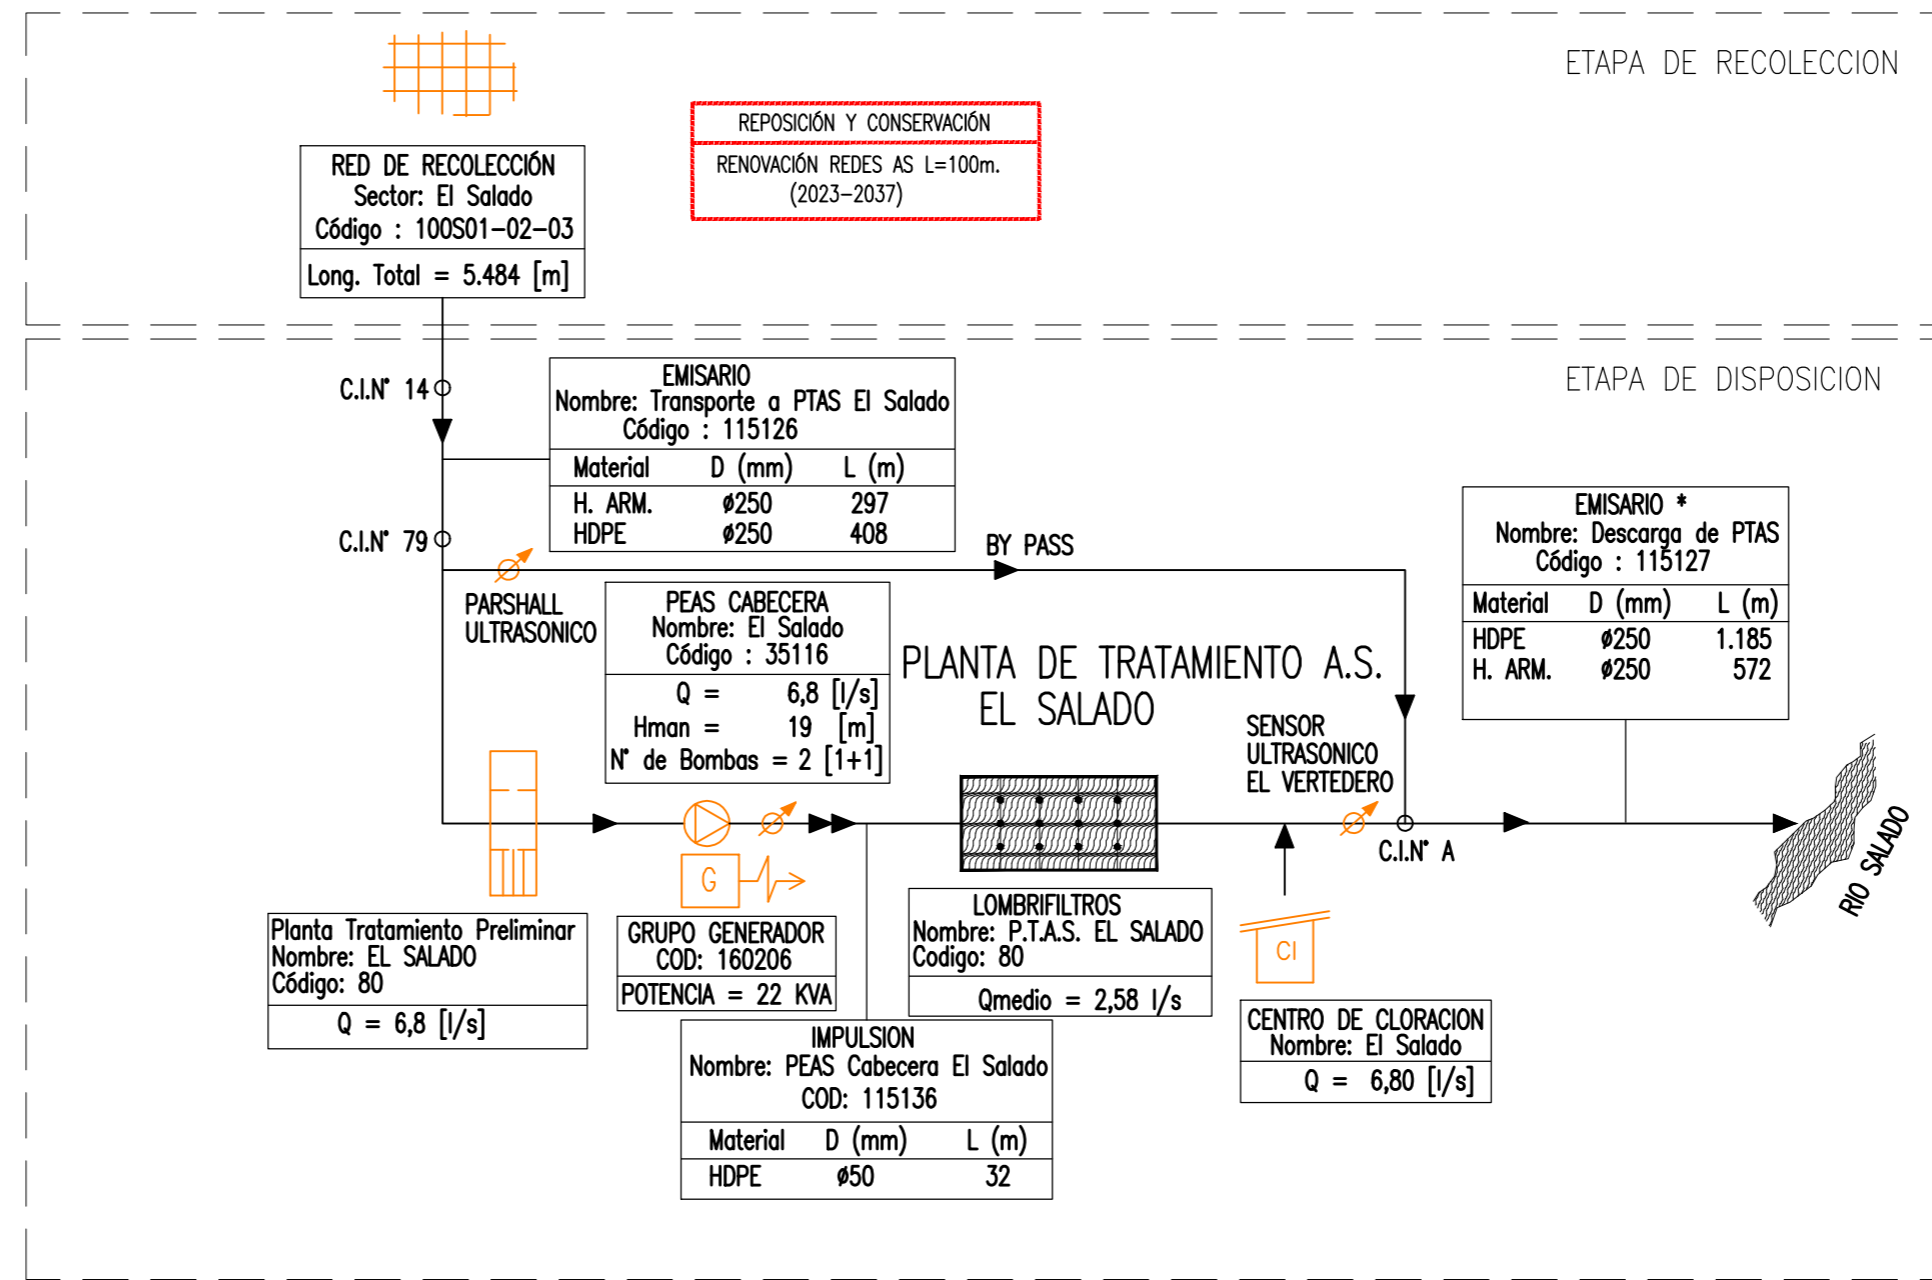 ETAPA DE RECOLECCION
REPOSICIÓN Y CONSERVACIÓN
RENOVACIÓN REDES AS L=100m.
(2023-2037)
RED DE RECOLECCIÓN
Sector: El Salado
Código : 100S01-02-03
Long. Total = 5.484 [m]
ETAPA DE DISPOSICION
C.I.N° 14
EMISARIO
Nombre: Transporte a PTAS El Salado
Código : 115126
Material D (mm) L (m)
H. ARM. ø250 297
HDPE ø250 408
C.I.N° 79
BY PASS
EMISARIO *
Nombre: Descarga de PTAS
Código : 115127
Material D (mm) L (m)
HDPE ø250 1.185
H. ARM. ø250 572
PARSHALL
ULTRASONICO
PEAS CABECERA
Nombre: El Salado
Código : 35116
Q = 6,8 [l/s]
Hman = 19 [m]
N° de Bombas = 2 [1+1]
PLANTA DE TRATAMIENTO A.S.
EL SALADO
SENSOR
ULTRASONICO
EL VERTEDERO
C.I.N° A
RIO SALADO
G
Planta Tratamiento Preliminar
Nombre: EL SALADO
Código: 80
Q = 6,8 [l/s]
GRUPO GENERADOR
COD: 160206
POTENCIA = 22 KVA
LOMBRIFILTROS
Nombre: P.T.A.S. EL SALADO
Codigo: 80
Qmedio = 2,58 l/s
Cl
CENTRO DE CLORACION
Nombre: El Salado
Q = 6,80 [l/s]
IMPULSION
Nombre: PEAS Cabecera El Salado
COD: 115136
Material D (mm) L (m)
HDPE ø50 32